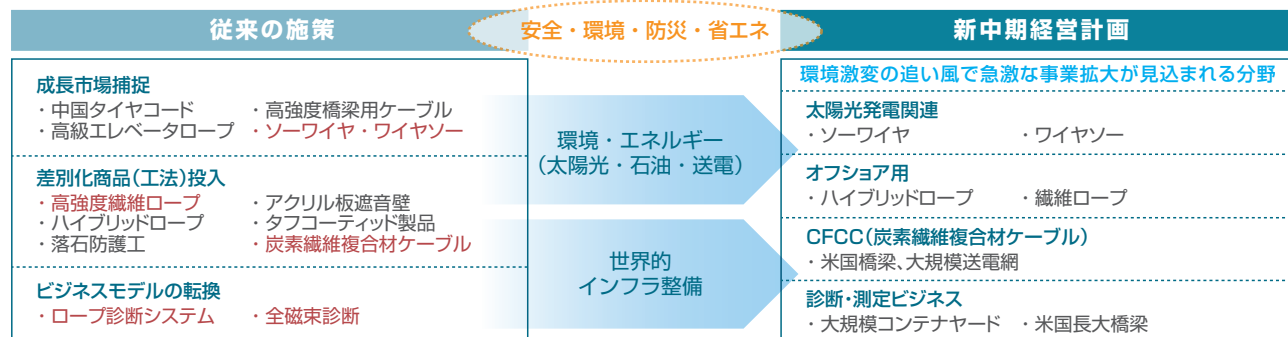 従来の施策
安全・環境・防災・省エネ
新中期経営計画
成長市場捕捉
・中国タイヤコード ・高強度橋梁用ケーブル
・高級エレベータロープ ・ソーワイヤ・ワイヤソー
差別化商品(工法)投入
・高強度繊維ロープ ・アクリル板遮音壁
・ハイブリッドロープ ・タフコーティッド製品
・落石防護工 ・炭素繊維複合材ケーブル
ビジネスモデルの転換
・ロープ診断システム ・全磁束診断
環境・エネルギー
(太陽光・石油・送電)
世界的
インフラ整備
環境激変の追い風で急激な事業拡大が見込まれる分野
太陽光発電関連
・ソーワイヤ ・ワイヤソー
オフショア用
・ハイブリッドロープ ・繊維ロープ
CFCC(炭素繊維複合材ケーブル)
・米国橋梁、大規模送電網
診断・測定ビジネス
・大規模コンテナヤード ・米国長大橋梁